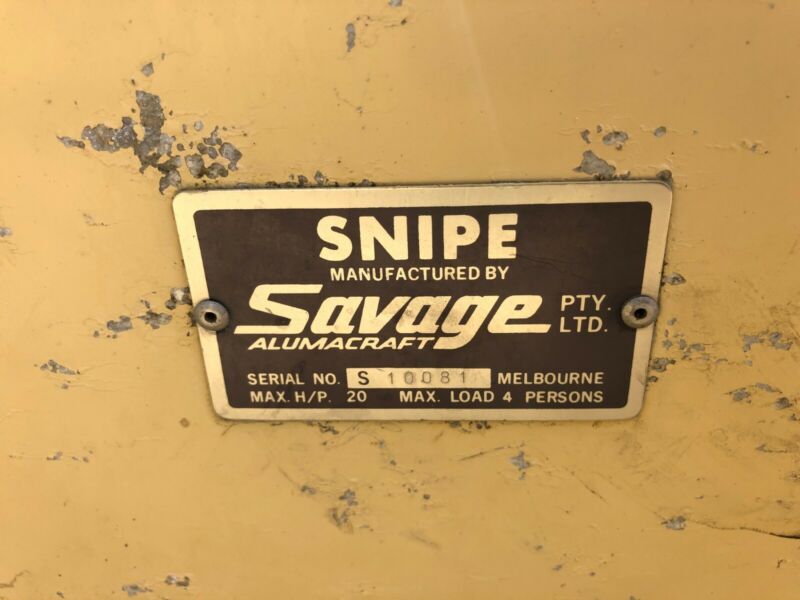 SNIPE
MANUFACTURED BY
Savage PTY. LTD.
ALUMACRAFT
SERIAL NO. S 10081 MELBOURNE
MAX. H/P. 20 MAX. LOAD 4 PERSONS